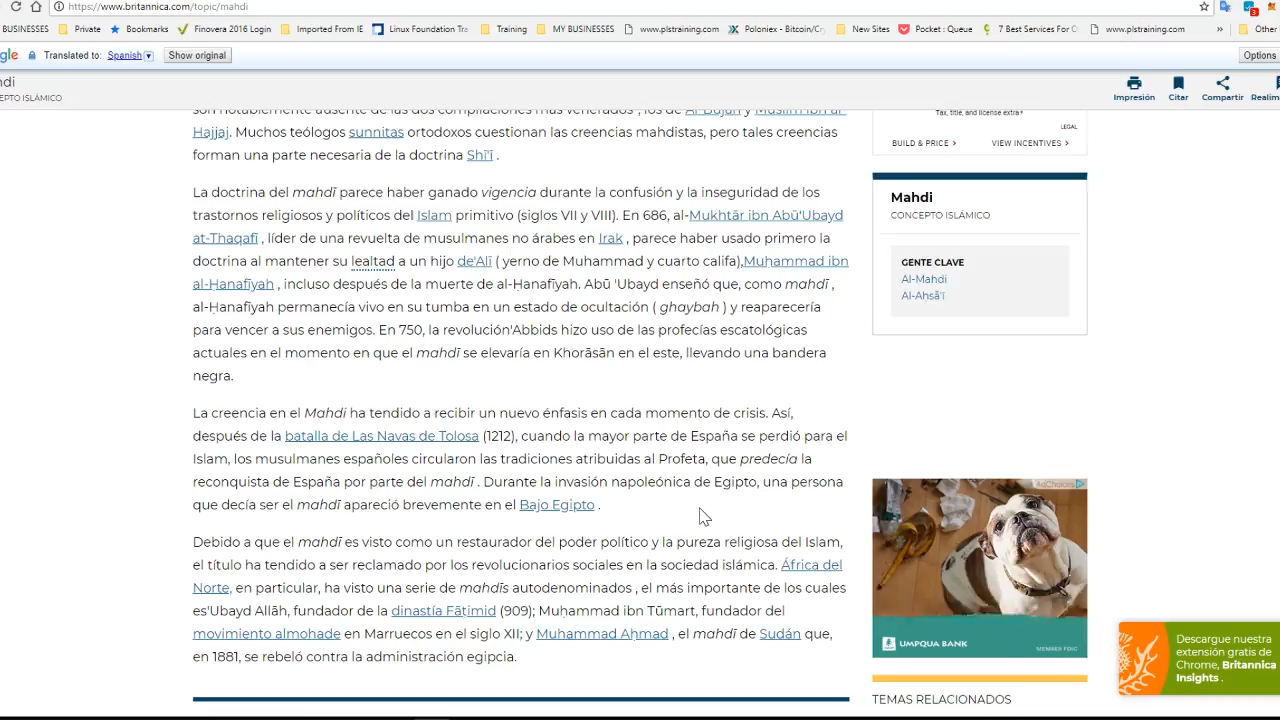 https://www.britannica.com/topic/mahdi
BUSINESSES Private Bookmarks Finovera 2016 Login Imported From IE Linux Foundation Tra Training MY BUSINESSES www.plstraining.com Poloniex - Bitcoin/Cry New Sites Pocket : Queue 7 Best Services For C www.plstraining.com » Other
gle Translated to: Spanish Show original Options
hdi
EPTO ISLÁMICO
Impresión Citar Compartir Realim
son notablemente ausente de las dos compilaciones más veneradas , los de Al-Bujārī y Muslim ibn al-
Hajjaj. Muchos teólogos sunnitas ortodoxos cuestionan las creencias mahdistas, pero tales creencias
forman una parte necesaria de la doctrina Shīʿī .
La doctrina del mahdī parece haber ganado vigencia durante la confusión y la inseguridad de los
trastornos religiosos y políticos del Islam primitivo (siglos VII y VIII). En 686, al-Mukhtār ibn Abū'Ubayd
at-Thaqafī , líder de una revuelta de musulmanes no árabes en Irak , parece haber usado primero la
doctrina al mantener su lealtad a un hijo de'Alī ( yerno de Muḥammad y cuarto califa),Muḥammad ibn
al-Ḥanafīyah , incluso después de la muerte de al-Hanafīyah. Abū 'Ubayd enseñó que, como mahdī ,
al-Ḥanafīyah permanecía vivo en su tumba en un estado de ocultación ( ghaybah ) y reaparecería
para vencer a sus enemigos. En 750, la revolución'Abbids hizo uso de las profecías escatológicas
actuales en el momento en que el mahdī se elevaría en Khorāsān en el este, llevando una bandera
negra.
La creencia en el Mahdi ha tendido a recibir un nuevo énfasis en cada momento de crisis. Así,
después de la batalla de Las Navas de Tolosa (1212), cuando la mayor parte de España se perdió para el
Islam, los musulmanes españoles circularon las tradiciones atribuidas al Profeta, que predecía la
reconquista de España por parte del mahdī . Durante la invasión napoleónica de Egipto, una persona
que decía ser el mahdī apareció brevemente en el Bajo Egipto .
Debido a que el mahdī es visto como un restaurador del poder político y la pureza religiosa del Islam,
el título ha tendido a ser reclamado por los revolucionarios sociales en la sociedad islámica. África del
Norte, en particular, ha visto una serie de mahdīs autodenominados , el más importante de los cuales
es'Ubayd Allāh, fundador de la dinastía Fāṭimid (909); Muḥammad ibn Tūmart, fundador del
movimiento almohade en Marruecos en el siglo XII; y Muhammad Aḥmad , el mahdī de Sudán que,
en 1881, se rebeló contra la administración egipcia.
Tax, title, and license extra+
LEGAL
BUILD & PRICE > VIEW INCENTIVES >
Mahdi
CONCEPTO ISLÁMICO
GENTE CLAVE
Al-Mahdi
Al-Ahsā'ī
AdChoices
UMPQUA BANK
MEMBER FDIC
TEMAS RELACIONADOS
Descargue nuestra
extensión gratis de
Chrome, Britannica
Insights .